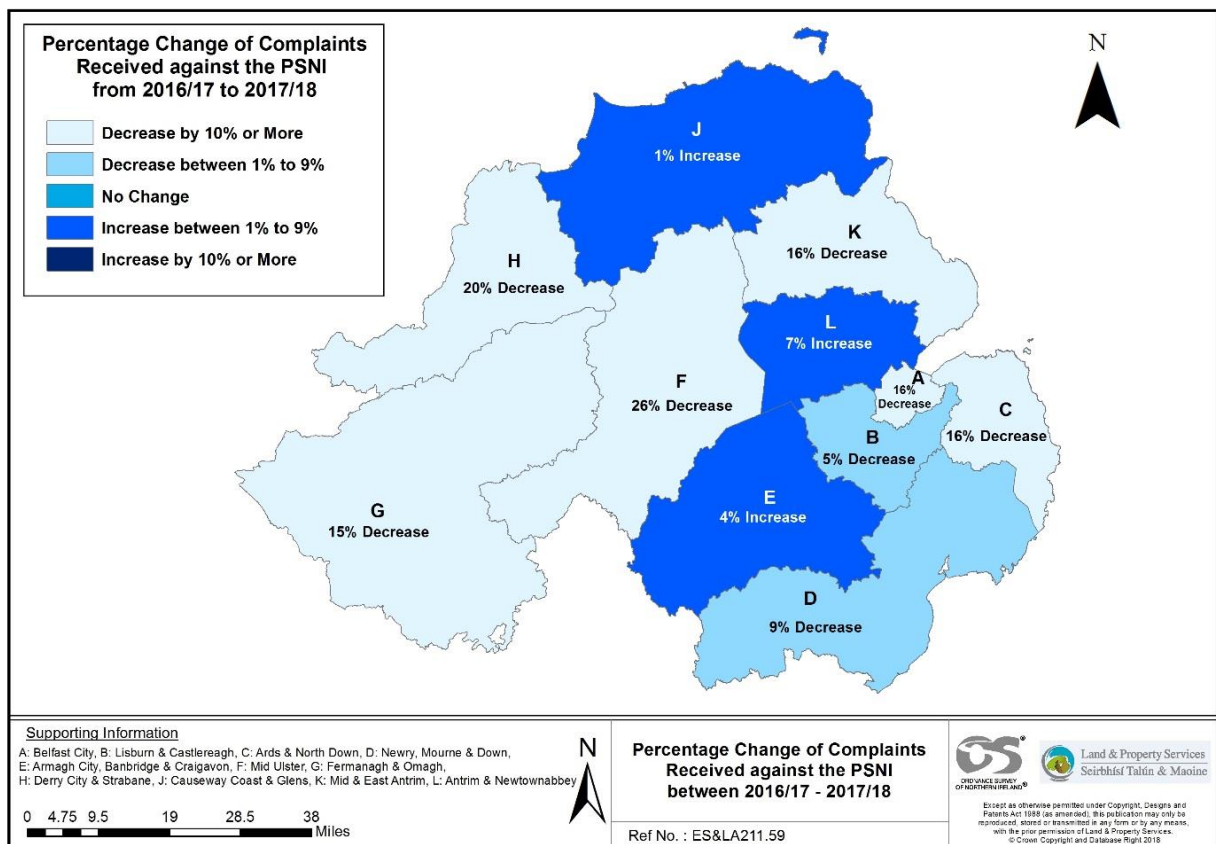 Percentage Change of Complaints
Received against the PSNI
from 2016/17 to 2017/18
Decrease by 10% or More
Decrease between 1% to 9%
No Change
Increase between 1% to 9%
Increase by 10% or More
N
J
1% Increase
K
16% Decrease
H
20% Decrease
L
7% Increase
A
16%
Decrease
F
26% Decrease
C
16% Decrease
B
5% Decrease
E
4% Increase
G
15% Decrease
D
9% Decrease
Supporting Information
A: Belfast City, B: Lisburn & Castlereagh, C: Ards & North Down, D: Newry, Mourne & Down,
E: Armagh City, Banbridge & Craigavon, F: Mid Ulster, G: Fermanagh & Omagh,
H: Derry City & Strabane, J: Causeway Coast & Glens, K: Mid & East Antrim, L: Antrim & Newtownabbey
0 4.75 9.5 19 28.5 38
Miles
N
Percentage Change of Complaints
Received against the PSNI
between 2016/17 - 2017/18
Ref No. : ES&LA211.59
OS®
ORDNANCE SURVEY
OF NORTHERN IRELAND®
Land & Property Services
Seirbhísí Talún & Maoine
Except as otherwise permitted under Copyright, Designs and
Patents Act 1988 (as amended), this publication may only be
reproduced, stored or transmitted in any form or by any means,
with the prior permission of Land & Property Services.
© Crown Copyright and Database Right 2018